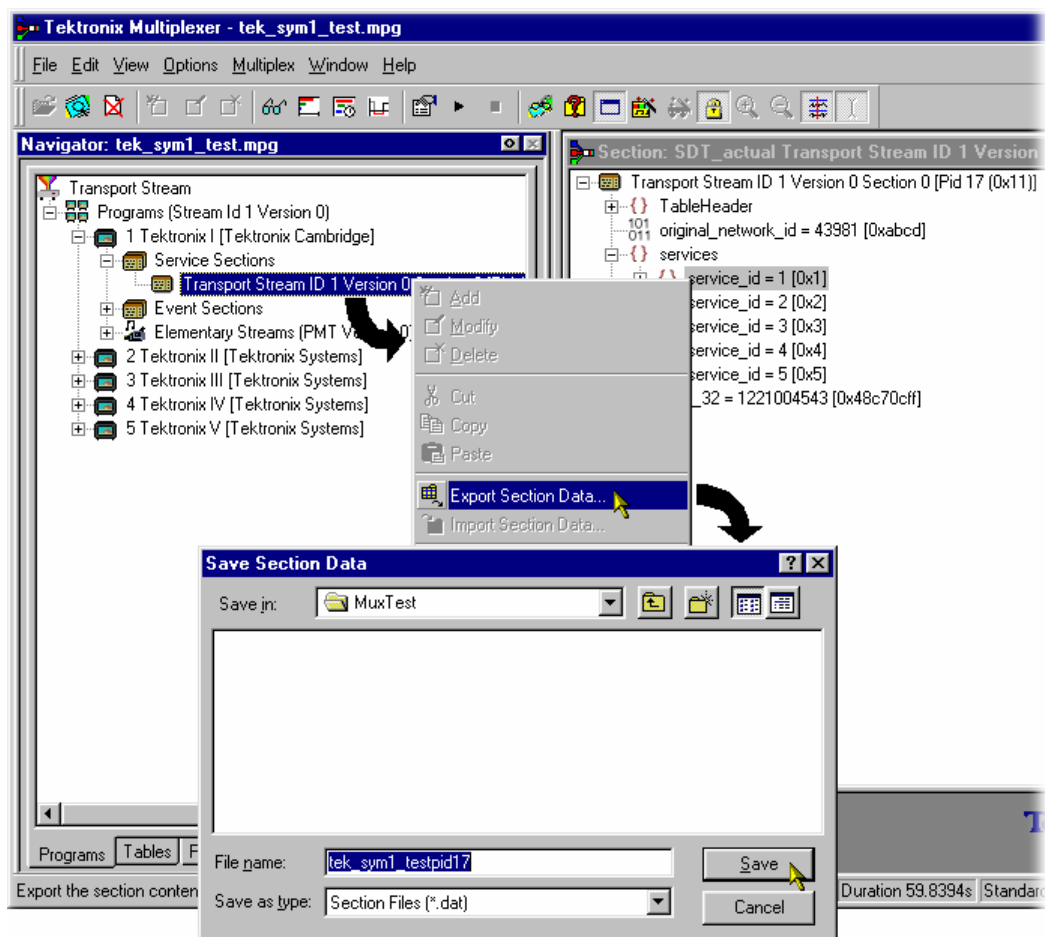 Tektronix Multiplexer - tek_sym1_test.mpg
File Edit View Options Multiplex Window Help
Navigator: tek_sym1_test.mpg
Transport Stream
Programs (Stream Id 1 Version 0)
1 Tektronix I [Tektronix Cambridge]
Service Sections
Transport Stream ID 1 Version 0
Event Sections
Elementary Streams (PMT
2 Tektronix II [Tektronix Systems]
3 Tektronix III [Tektronix Systems]
4 Tektronix IV [Tektronix Systems]
5 Tektronix V [Tektronix Systems]
Section: SDT_actual Transport Stream ID 1 Version
Transport Stream ID 1 Version 0 Section 0 [Pid 17 (0x11)]
{} TableHeader
101 011 original_network_id = 43981 [0xabcd]
{} services
service_id = 1 [0x1]
service_id = 2 [0x2]
service_id = 3 [0x3]
service_id = 4 [0x4]
service_id = 5 [0x5]
_32 = 1221004543 [0x48c70cff]
Add
Modify
Delete
Cut
Copy
Paste
Export Section Data...
Import Section Data...
Save Section Data
Save in: MuxTest
File name: tek_sym1_testpid17
Save
Save as type: Section Files (*.dat)
Cancel
Programs Tables F
Export the section conten
Duration 59.8394s Standar